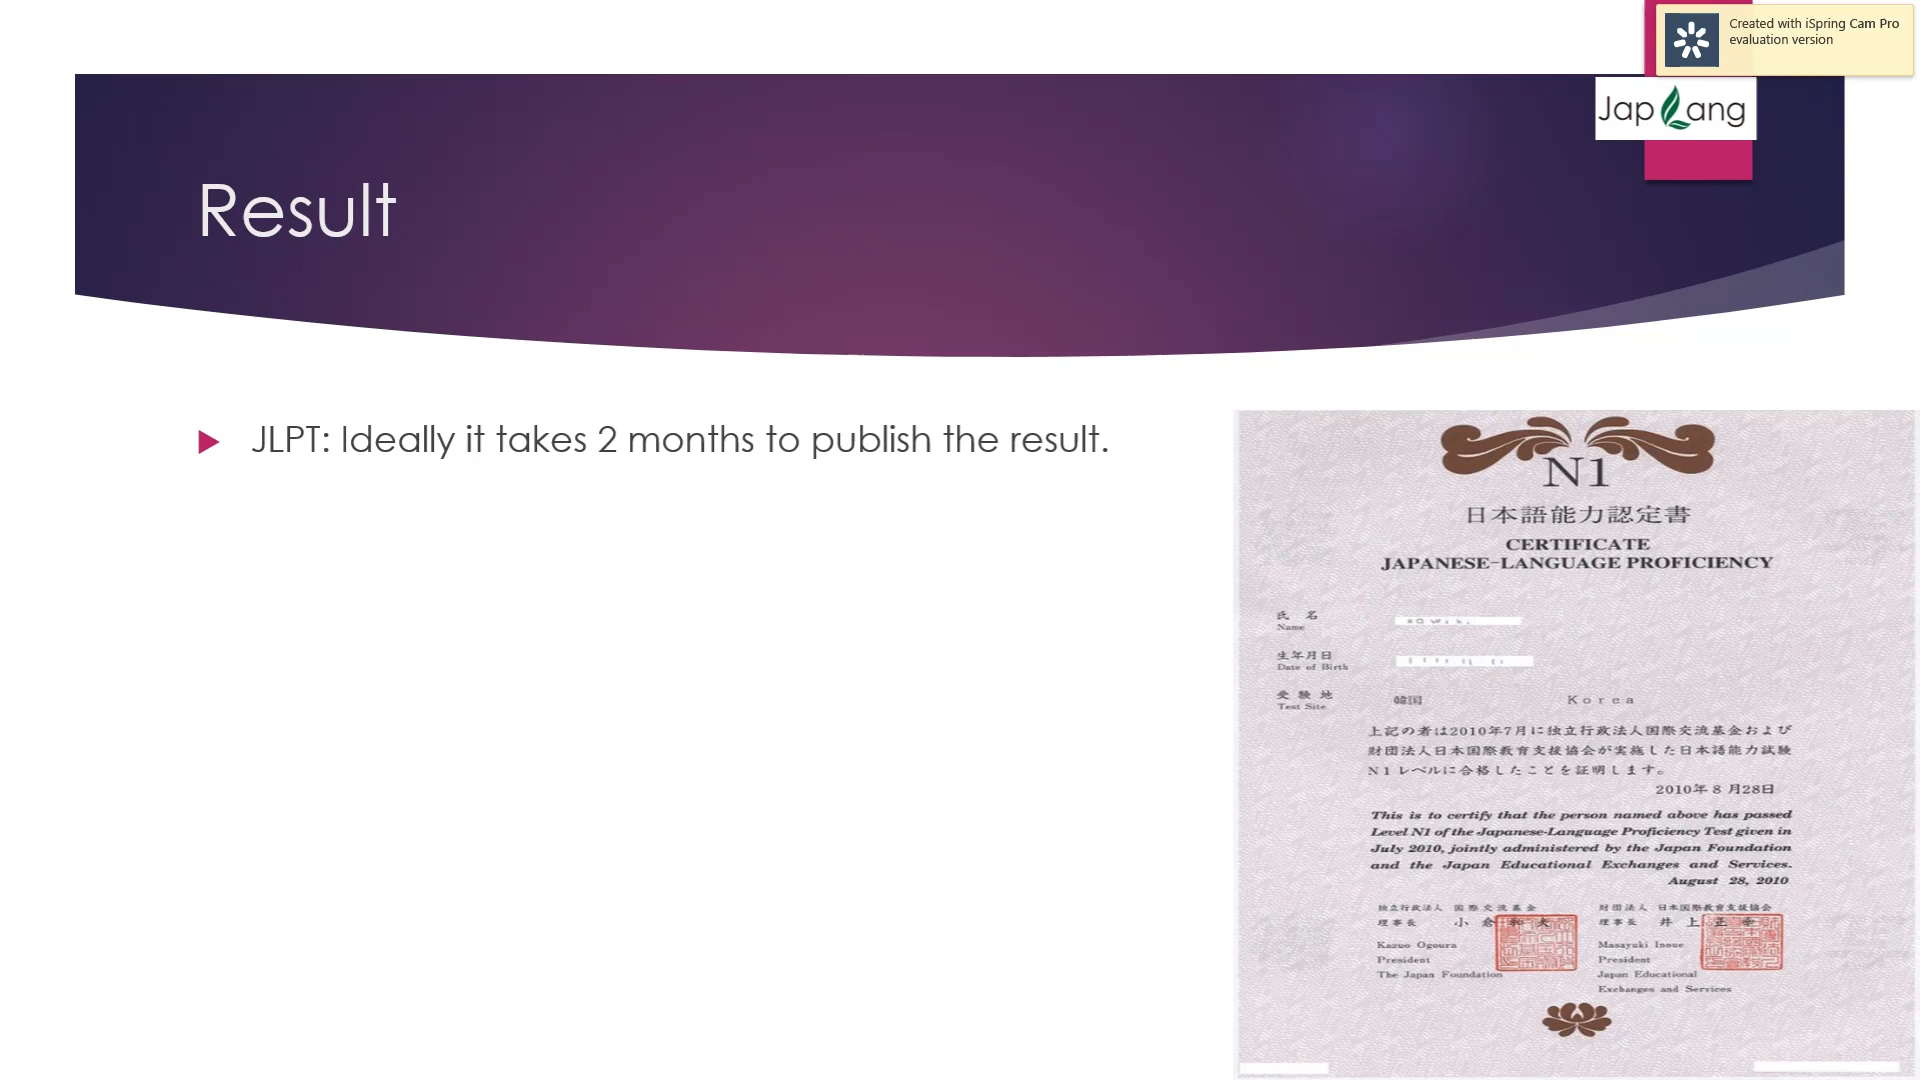 Created with iSpring Cam Pro
evaluation version
Jap Lang
Result
JLPT: Ideally it takes 2 months to publish the result.
N1
日本語能力認定書
CERTIFICATE
JAPANESE-LANGUAGE PROFICIENCY
氏 名
Name
生年月日
Date of Birth
受 験 地
Test Site
韓国 Korea
上記の者は2010年7月に独立行政法人国際交流基金および
財団法人日本国際教育支援協会が実施した日本語能力試験
N1レベルに合格したことを証明します。
2010年 8 月28日
This is to certify that the person named above has passed
Level N1 of the Japanese-Language Proficiency Test given in
July 2010, jointly administered by the Japan Foundation
and the Japan Educational Exchanges and Services.
August 28, 2010
独立行政法人 国際交流基金
理事長 小 倉 和 夫
Kazuo Ogoura
President
The Japan Foundation
財団法人 日本国際教育支援協会
理事長 井 上 正 幸
Masayuki Inoue
President
Japan Educational
Exchanges and Services